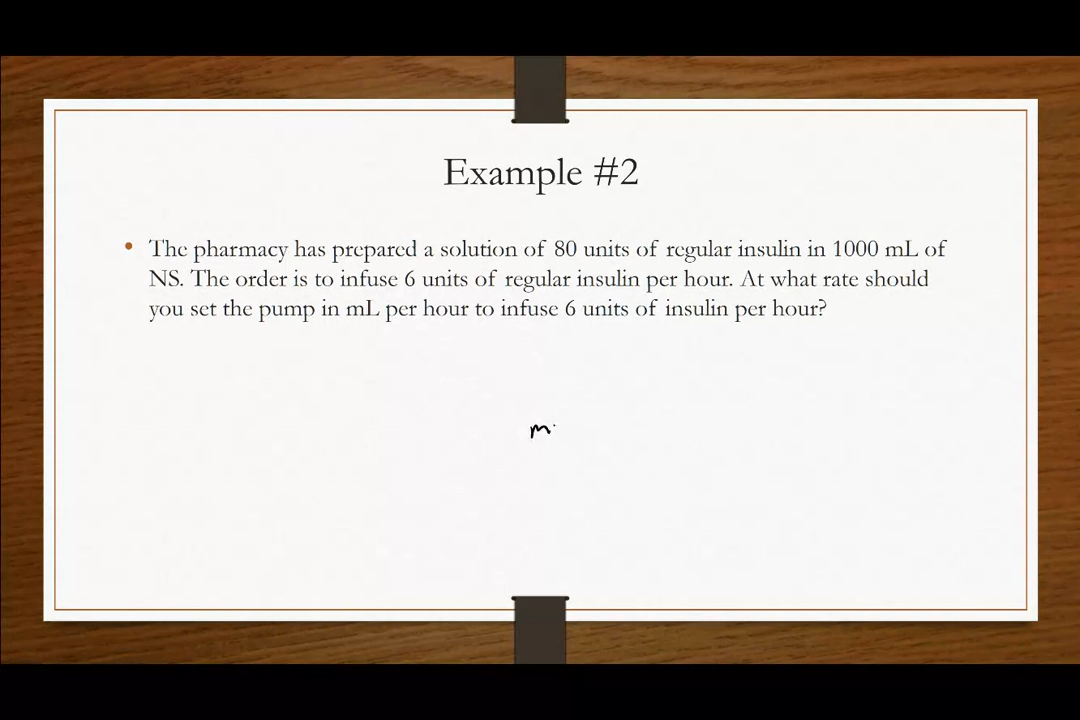 Example #2
• The pharmacy has prepared a solution of 80 units of regular insulin in 1000 mL of
NS. The order is to infuse 6 units of regular insulin per hour. At what rate should
you set the pump in mL per hour to infuse 6 units of insulin per hour?
m